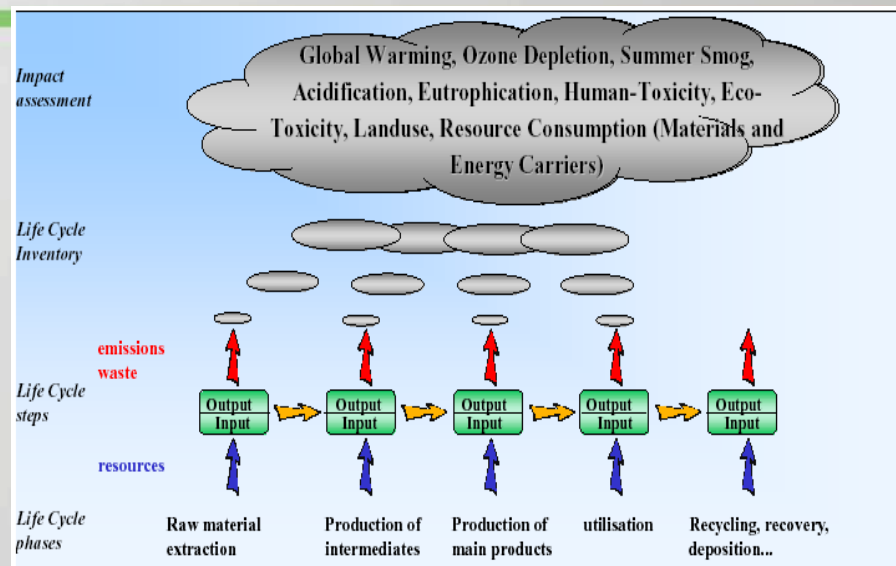 Impact
assessment
Global Warming, Ozone Depletion, Summer Smog,
Acidification, Eutrophication, Human-Toxicity, Eco-
Toxicity, Landuse, Resource Consumption (Materials and
Energy Carriers)
Life Cycle
Inventory
emissions
waste
Life Cycle
steps
Output
Input
Output
Input
Output
Input
Output
Input
Output
Input
resources
Life Cycle
phases
Raw material
extraction
Production of
intermediates
Production of
main products
utilisation
Recycling, recovery,
deposition...